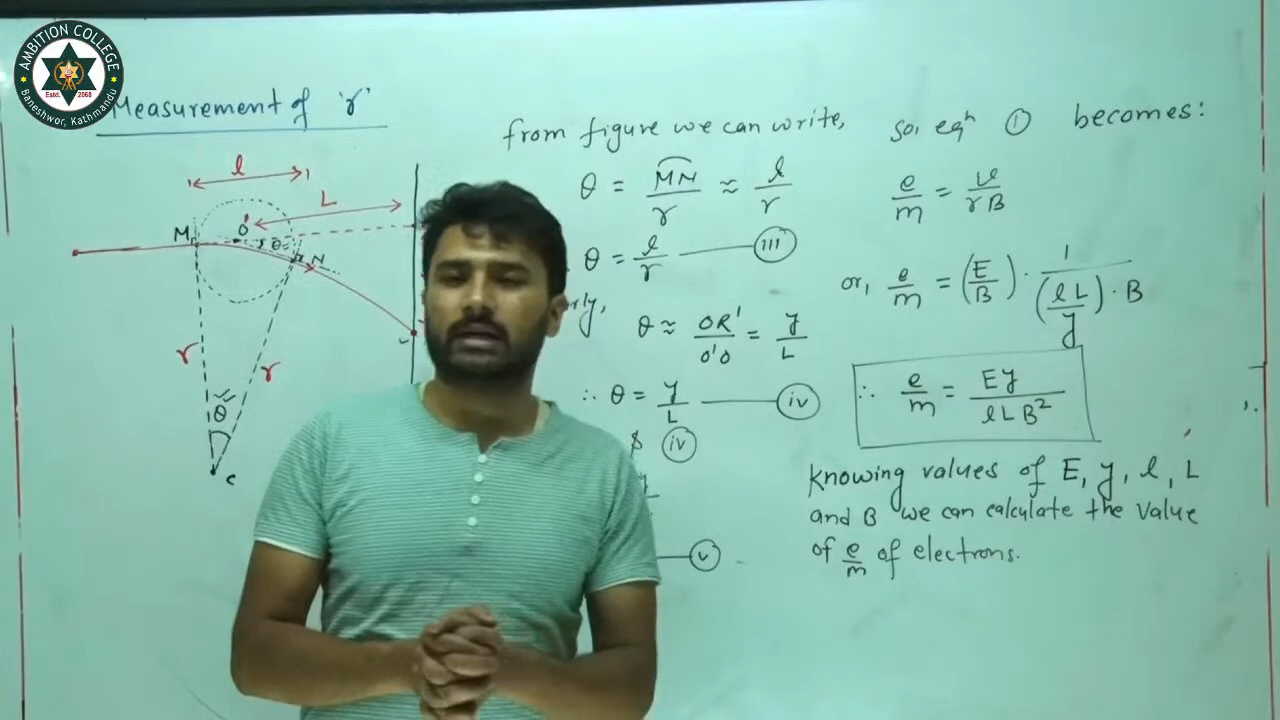 AMBITION COLLEGE
Estd. 2068
Baneshwor, Kathmandu
Measurement of 'r'
l
L
M
O'
θ
N
r
r
θ
c
from figure we can write,
θ = MN / r ≈ l / r
θ = l / r — (iii)
θ ≈ OR' / O'O = y / L
∴ θ = y / L — (iv)
& (iv)
(v)
so, eqn (1) becomes:
e/m = v / rB
or, e/m = (E/B) · 1 / (lL/y) · B
∴ e/m = Ey / lLB²
Knowing values of E, y, l, L
and B we can calculate the value
of e/m of electrons.